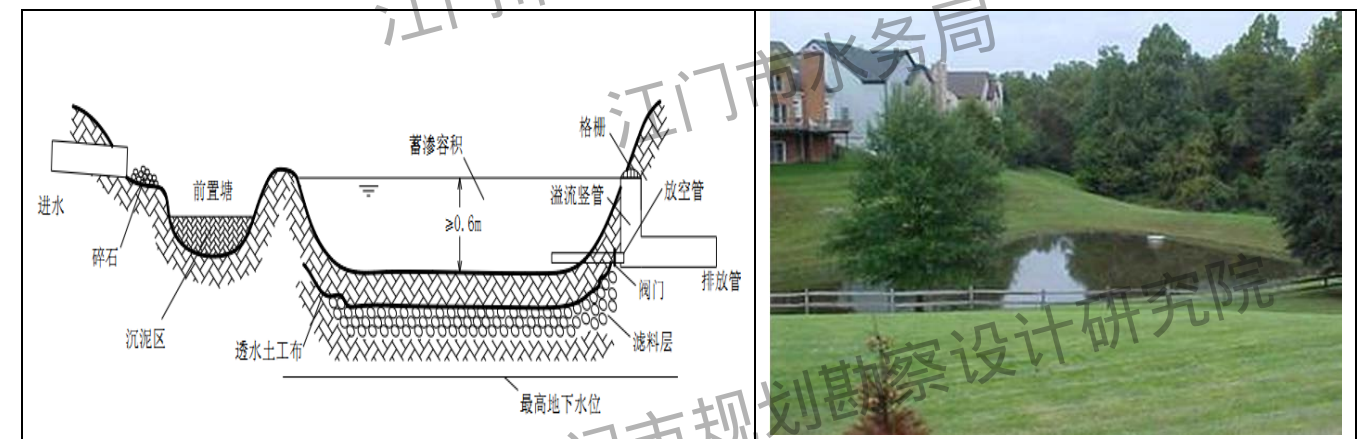 江门市水务局
格栅
蓄渗容积
前置塘
溢流竖管
放空管
进水
≥0.6m
碎石
阀门
排放管
沉泥区
透水土工布
滤料层
最高地下水位
门市规划勘察设计研究院